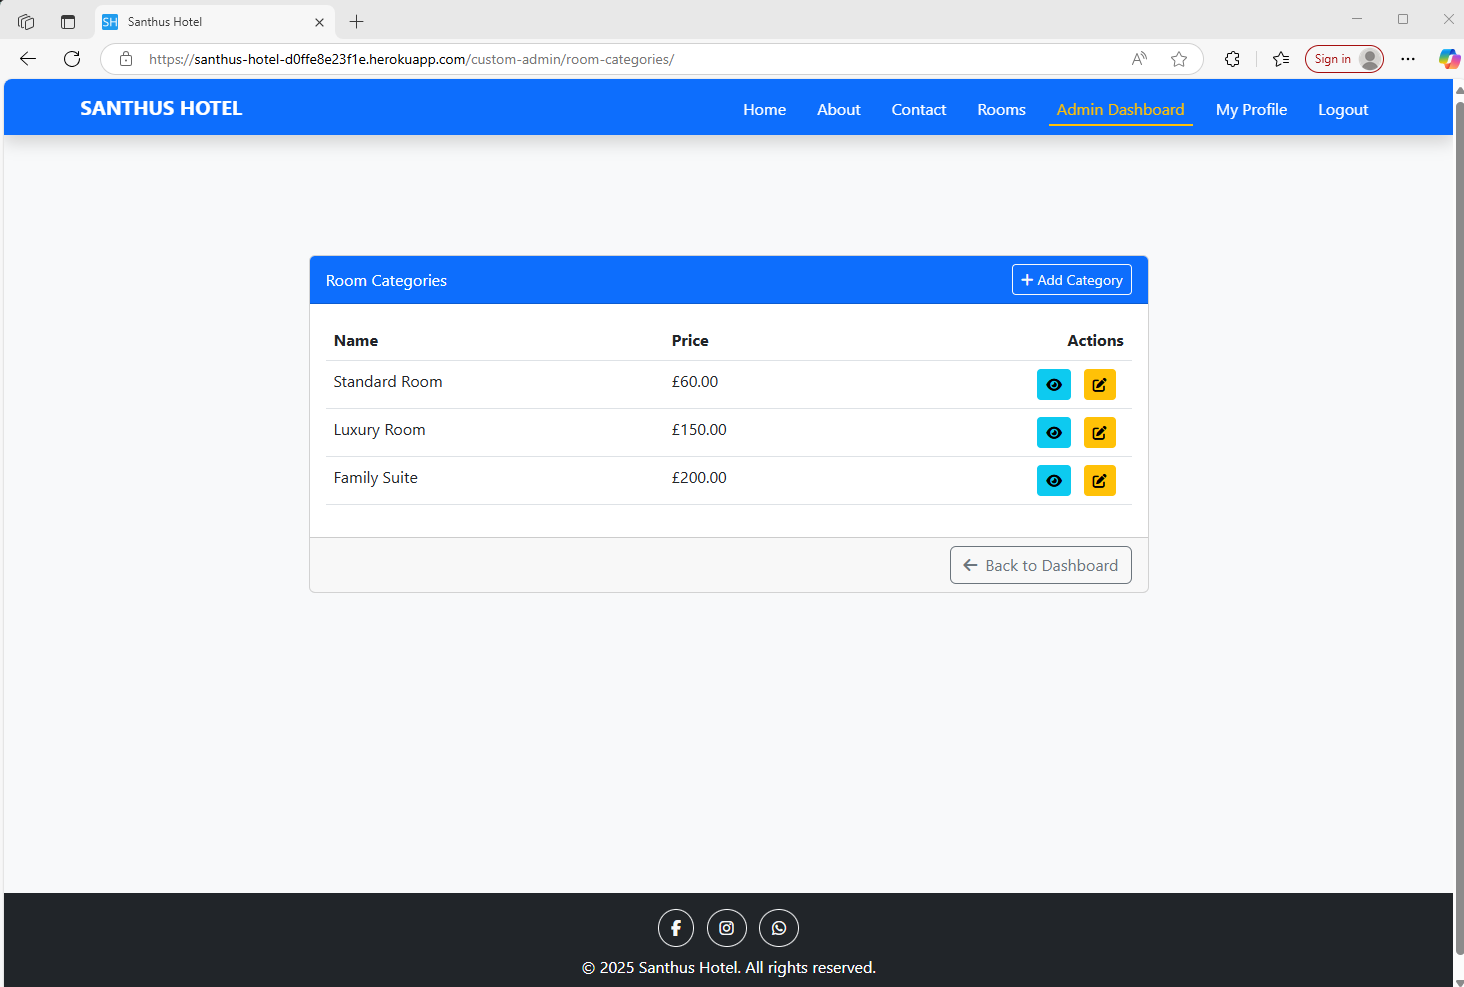 SH Santhus Hotel
https://santhus-hotel-d0ffe8e23f1e.herokuapp.com/custom-admin/room-categories/
Sign in
SANTHUS HOTEL
Home About Contact Rooms Admin Dashboard My Profile Logout
Room Categories
Add Category
Name Price Actions
Standard Room £60.00
Luxury Room £150.00
Family Suite £200.00
Back to Dashboard
© 2025 Santhus Hotel. All rights reserved.